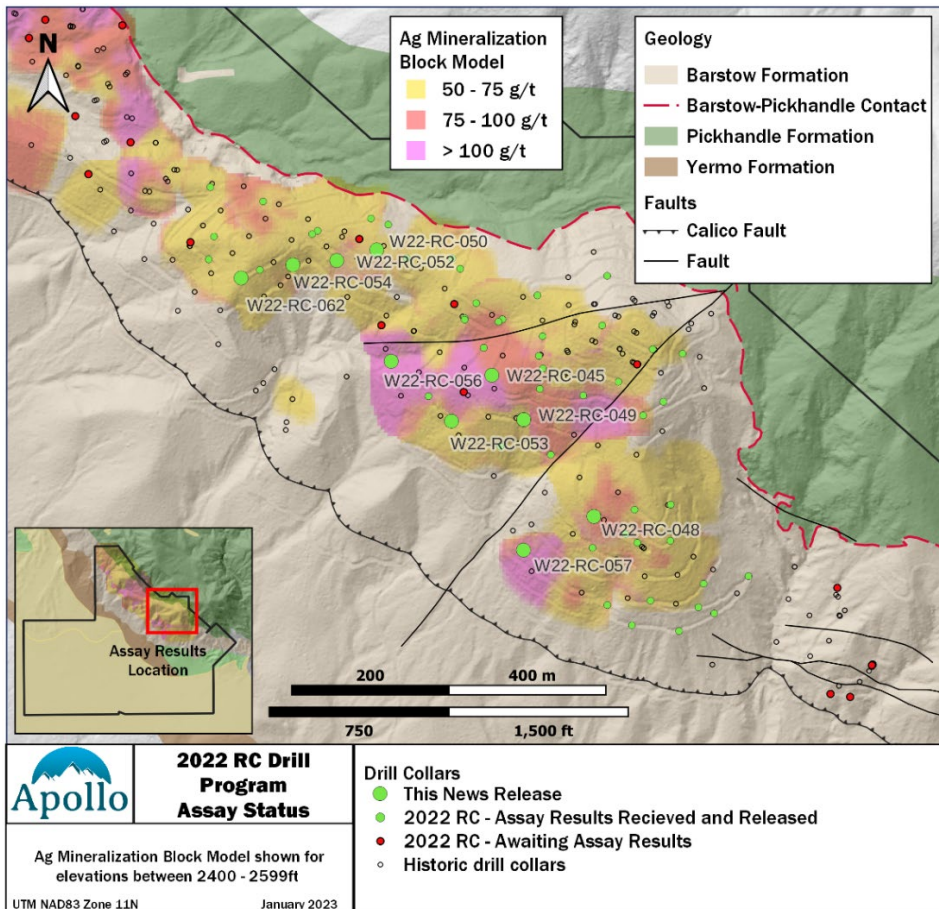 N
Ag Mineralization
Block Model
50 - 75 g/t
75 - 100 g/t
> 100 g/t
Geology
Barstow Formation
Barstow-Pickhandle Contact
Pickhandle Formation
Yermo Formation
Faults
Calico Fault
Fault
W22-RC-050
W22-RC-052
W22-RC-054
W22-RC-062
W22-RC-056
W22-RC-045
W22-RC-049
W22-RC-053
W22-RC-048
W22-RC-057
Assay Results
Location
200 400 m
750 1,500 ft
Apollo
2022 RC Drill
Program
Assay Status
Ag Mineralization Block Model shown for
elevations between 2400 - 2599ft
UTM NAD83 Zone 11N January 2023
Drill Collars
This News Release
2022 RC - Assay Results Recieved and Released
2022 RC - Awaiting Assay Results
Historic drill collars